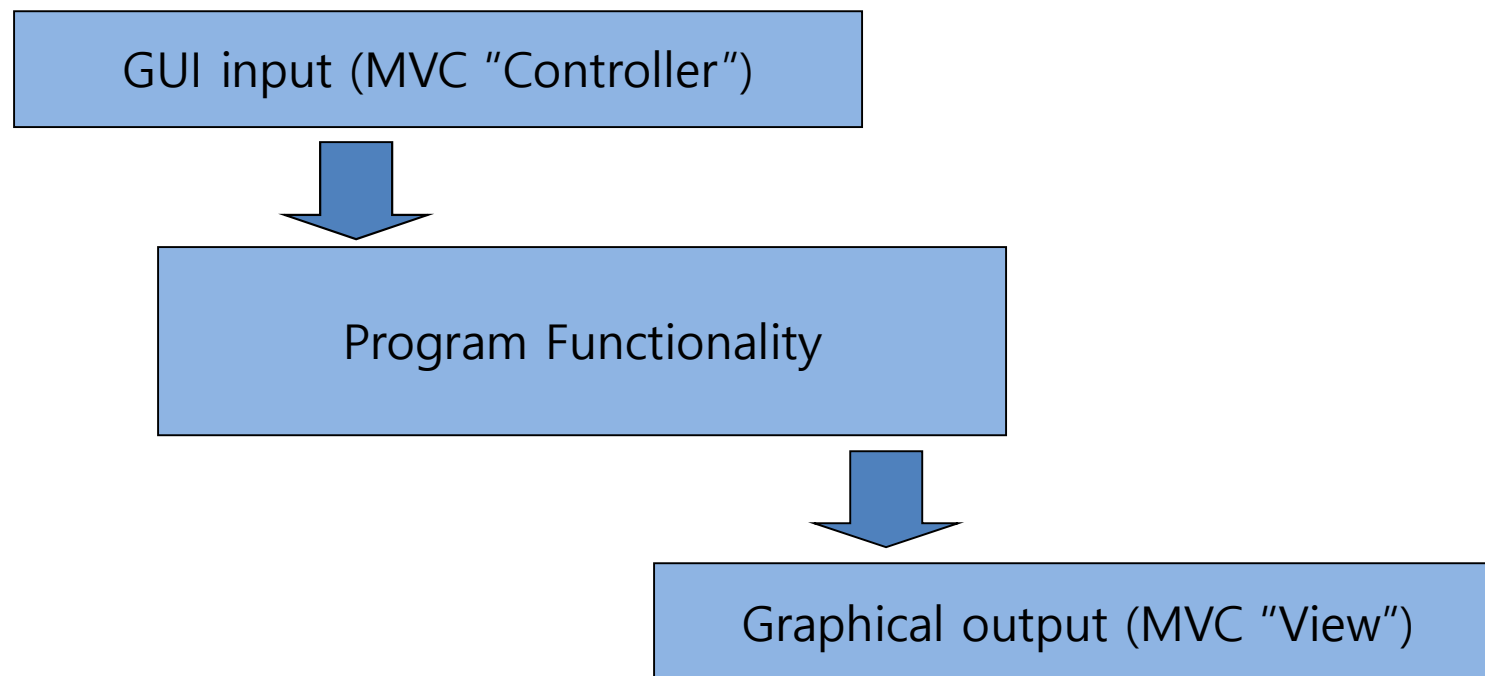 GUI input (MVC "Controller")
Program Functionality
Graphical output (MVC "View")